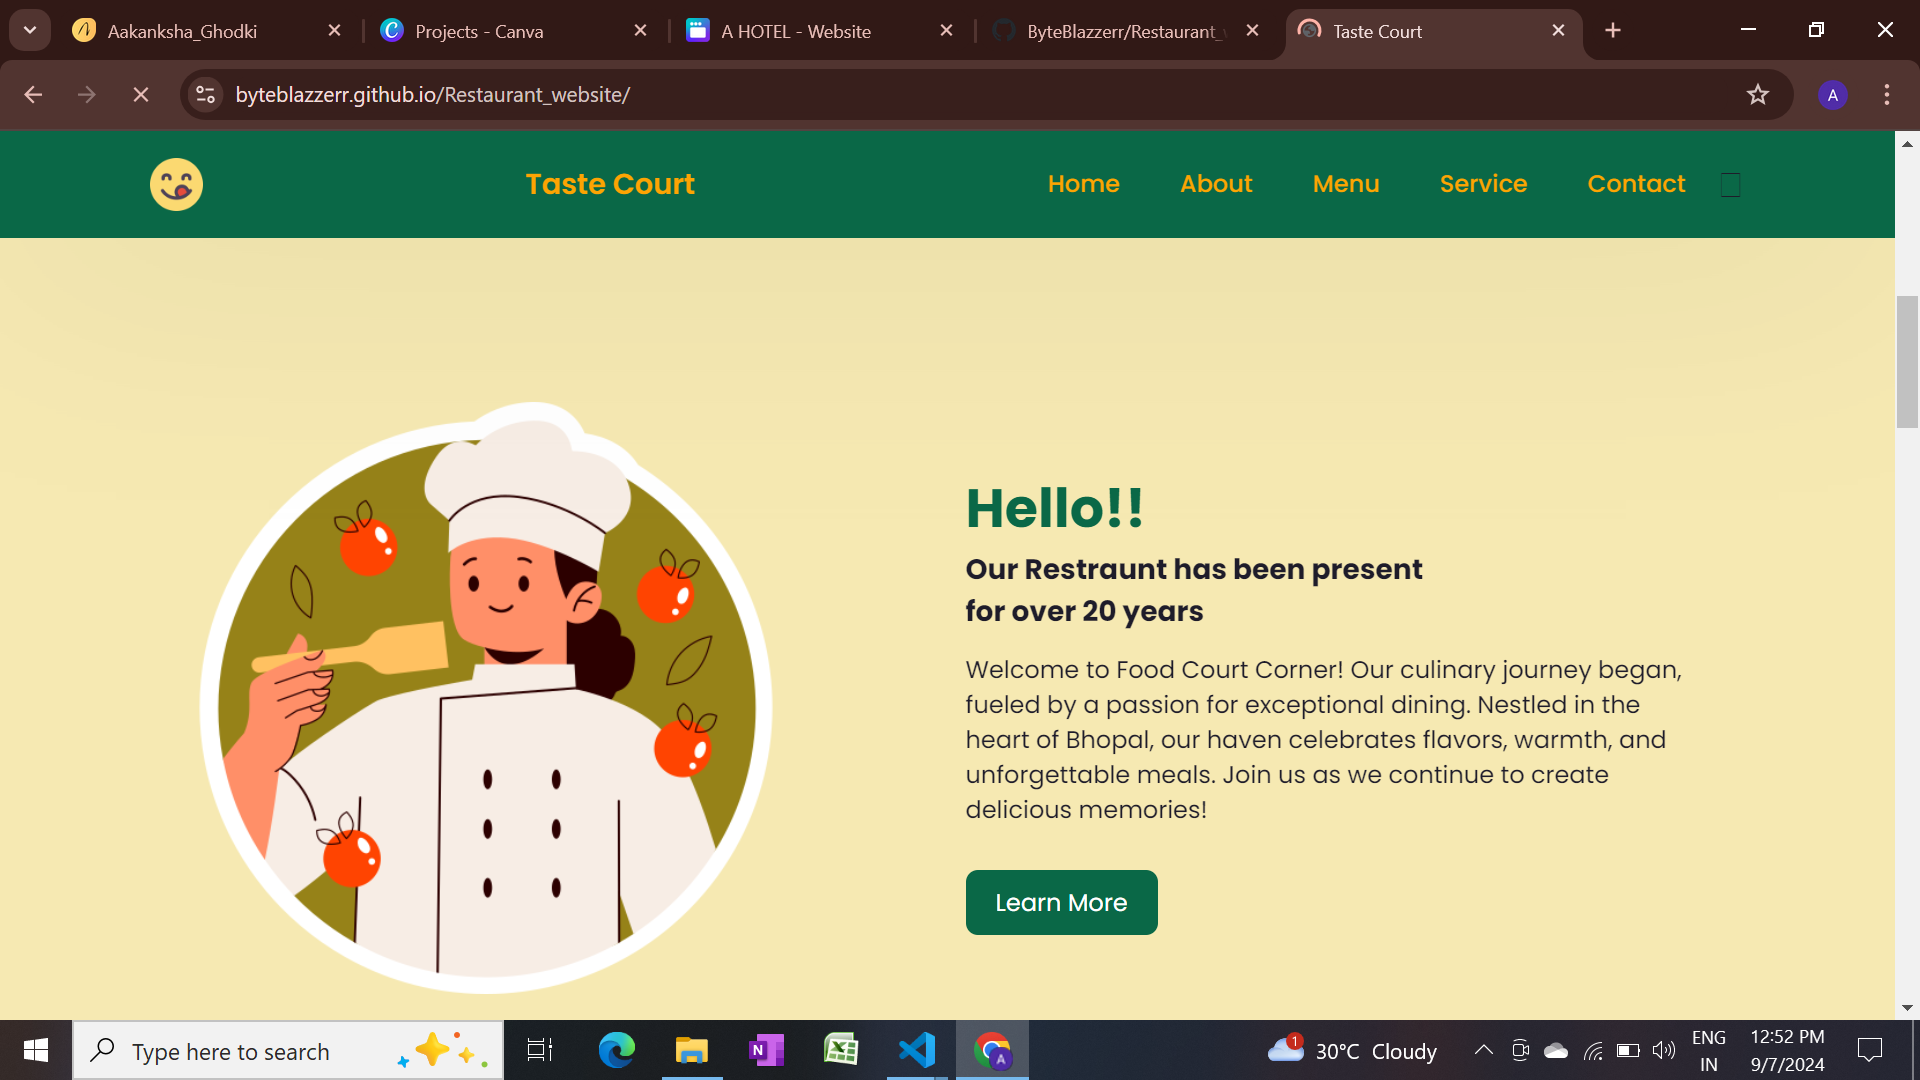 Aakanksha_Ghodki
Projects - Canva
A HOTEL - Website
ByteBlazzerr/Restaurant_
Taste Court
byteblazzerr.github.io/Restaurant_website/
A
Taste Court
Home
About
Menu
Service
Contact
Hello!!
Our Restraunt has been present
for over 20 years
Welcome to Food Court Corner! Our culinary journey began,
fueled by a passion for exceptional dining. Nestled in the
heart of Bhopal, our haven celebrates flavors, warmth, and
unforgettable meals. Join us as we continue to create
delicious memories!
Learn More
Type here to search
N
A
1
30°C Cloudy
ENG
IN
12:52 PM
9/7/2024